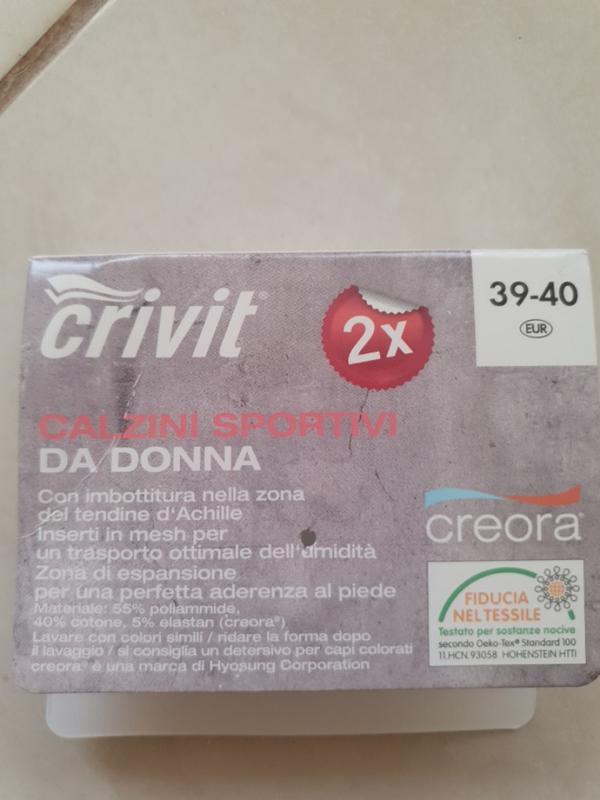 crivit
2x
39-40
EUR
CALZINI SPORTIVI
DA DONNA
Con imbottitura nella zona
del tendine d'Achille
Inserti in mesh per
un trasporto ottimale dell'umidità
Zona di espansione
per una perfetta aderenza al piede
Materiale: 55% poliammide,
40% cotone, 5% elastan (creora®)
Lavare con colori simili / ridare la forma dopo
il lavaggio / si consiglia un detersivo per capi colorati
creora® è una marca di Hyosung Corporation
creora®
FIDUCIA
NEL TESSILE
Testato per sostanze nocive
secondo Oeko-Tex® Standard 100
11.HCN.93058 HOHENSTEIN HTTI